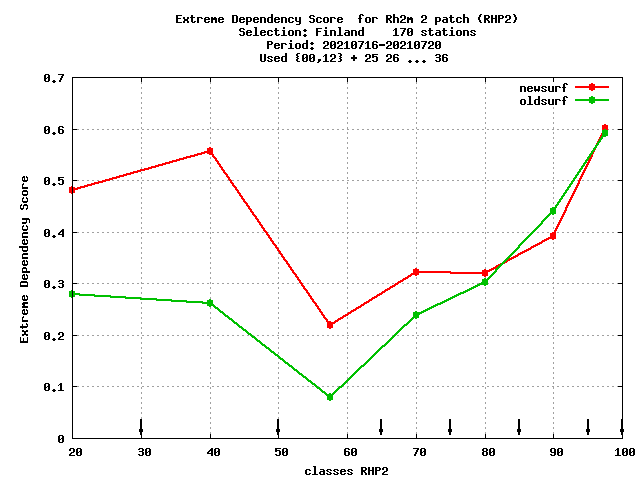 Extreme Dependency Score  for Rh2m 2 patch (RHP2)
Selection: Finland    170 stations
Period: 20210716-20210720
Used {00,12} + 25 26 ... 36
newsurf
oldsurf
0.7
0.6
0.5
0.4
0.3
0.2
0.1
0
Extreme Dependency Score
20 30 40 50 60 70 80 90 100
classes RHP2